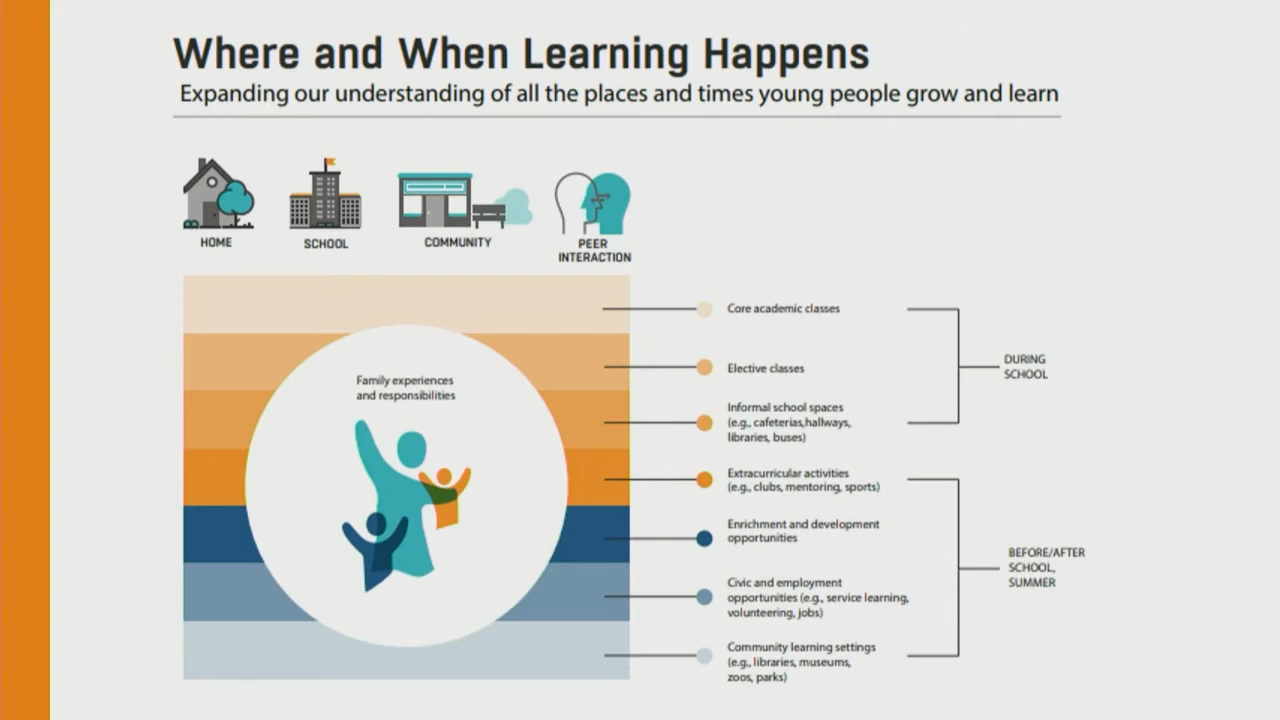 Where and When Learning Happens
Expanding our understanding of all the places and times young people grow and learn
HOME
SCHOOL
COMMUNITY
PEER
INTERACTION
Family experiences
and responsibilities
Core academic classes
Elective classes
Informal school spaces
(e.g., cafeterias,hallways,
libraries, buses)
DURING
SCHOOL
Extracurricular activities
(e.g., clubs, mentoring, sports)
Enrichment and development
opportunities
Civic and employment
opportunities (e.g., service learning,
volunteering, jobs)
Community learning settings
(e.g., libraries, museums,
zoos, parks)
BEFORE/AFTER
SCHOOL,
SUMMER